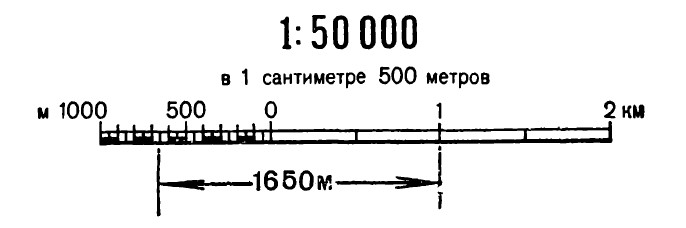 1:50 000
в 1 сантиметре 500 метров
м 1000 500 0 1 2 км
1650м